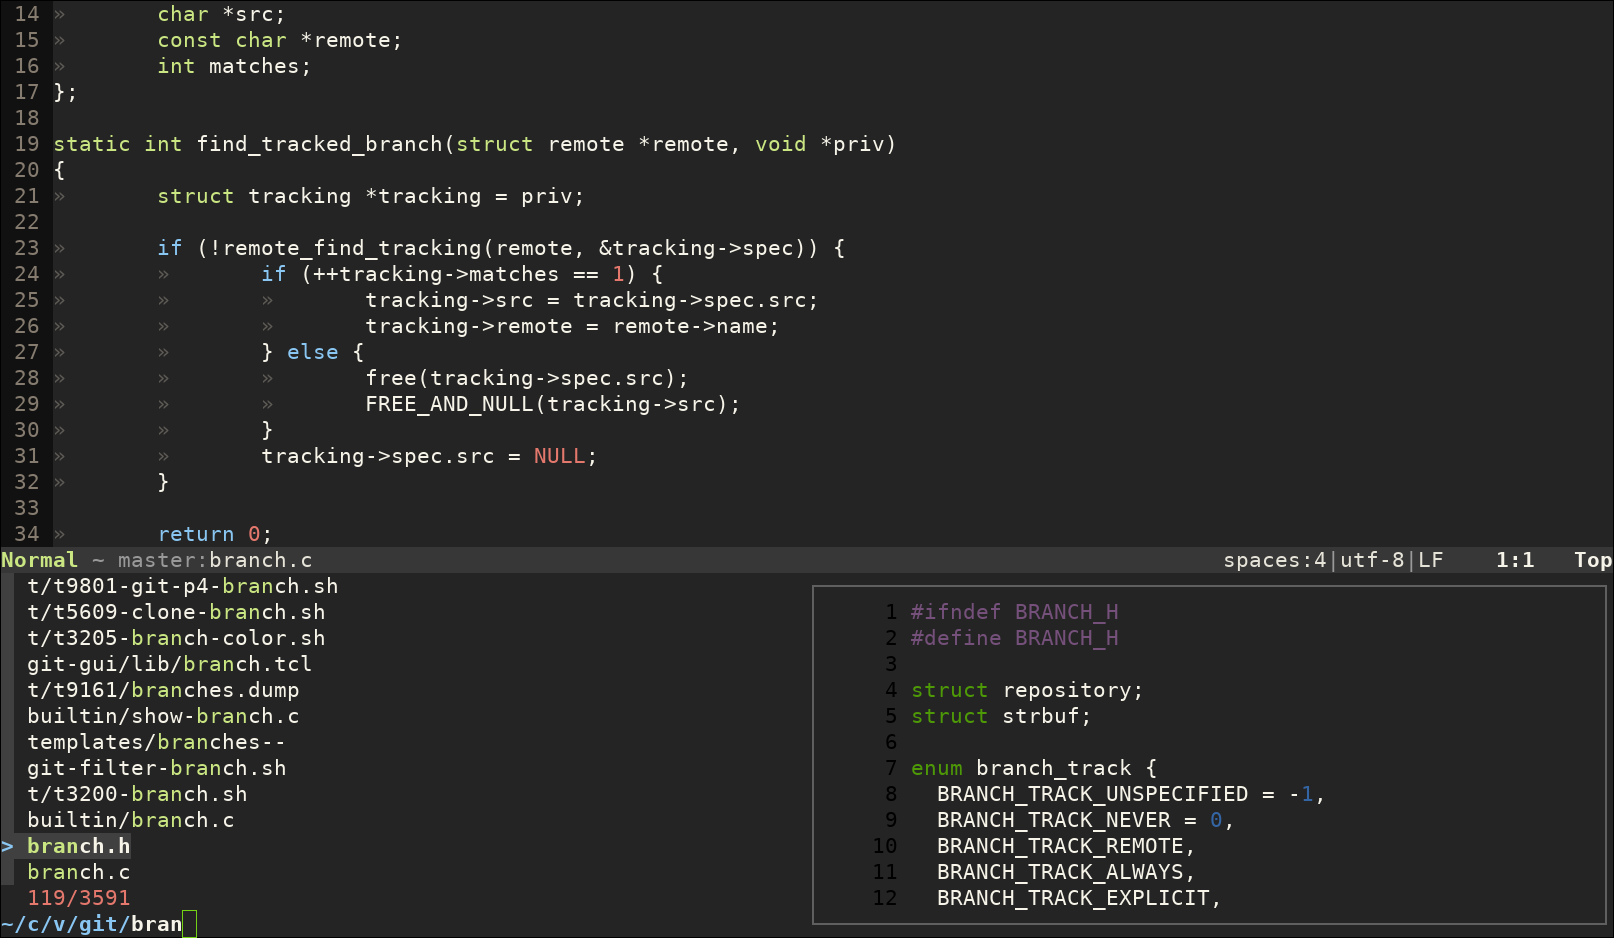 14 »       char *src;
15 »       const char *remote;
16 »       int matches;
17 };
18
19 static int find_tracked_branch(struct remote *remote, void *priv)
20 {
21 »       struct tracking *tracking = priv;
22
23 »       if (!remote_find_tracking(remote, &tracking->spec)) {
24 »       »       if (++tracking->matches == 1) {
25 »       »       »       tracking->src = tracking->spec.src;
26 »       »       »       tracking->remote = remote->name;
27 »       »       } else {
28 »       »       »       free(tracking->spec.src);
29 »       »       »       FREE_AND_NULL(tracking->src);
30 »       »       }
31 »       »       tracking->spec.src = NULL;
32 »       }
33
34 »       return 0;
Normal ~ master:branch.c spaces:4|utf-8|LF 1:1 Top
t/t9801-git-p4-branch.sh
t/t5609-clone-branch.sh
t/t3205-branch-color.sh
git-gui/lib/branch.tcl
t/t9161/branches.dump
builtin/show-branch.c
templates/branches--
git-filter-branch.sh
t/t3200-branch.sh
builtin/branch.c
> branch.h
branch.c
119/3591
~/c/v/git/bran
1 #ifndef BRANCH_H
2 #define BRANCH_H
3
4 struct repository;
5 struct strbuf;
6
7 enum branch_track {
8   BRANCH_TRACK_UNSPECIFIED = -1,
9   BRANCH_TRACK_NEVER = 0,
10   BRANCH_TRACK_REMOTE,
11   BRANCH_TRACK_ALWAYS,
12   BRANCH_TRACK_EXPLICIT,